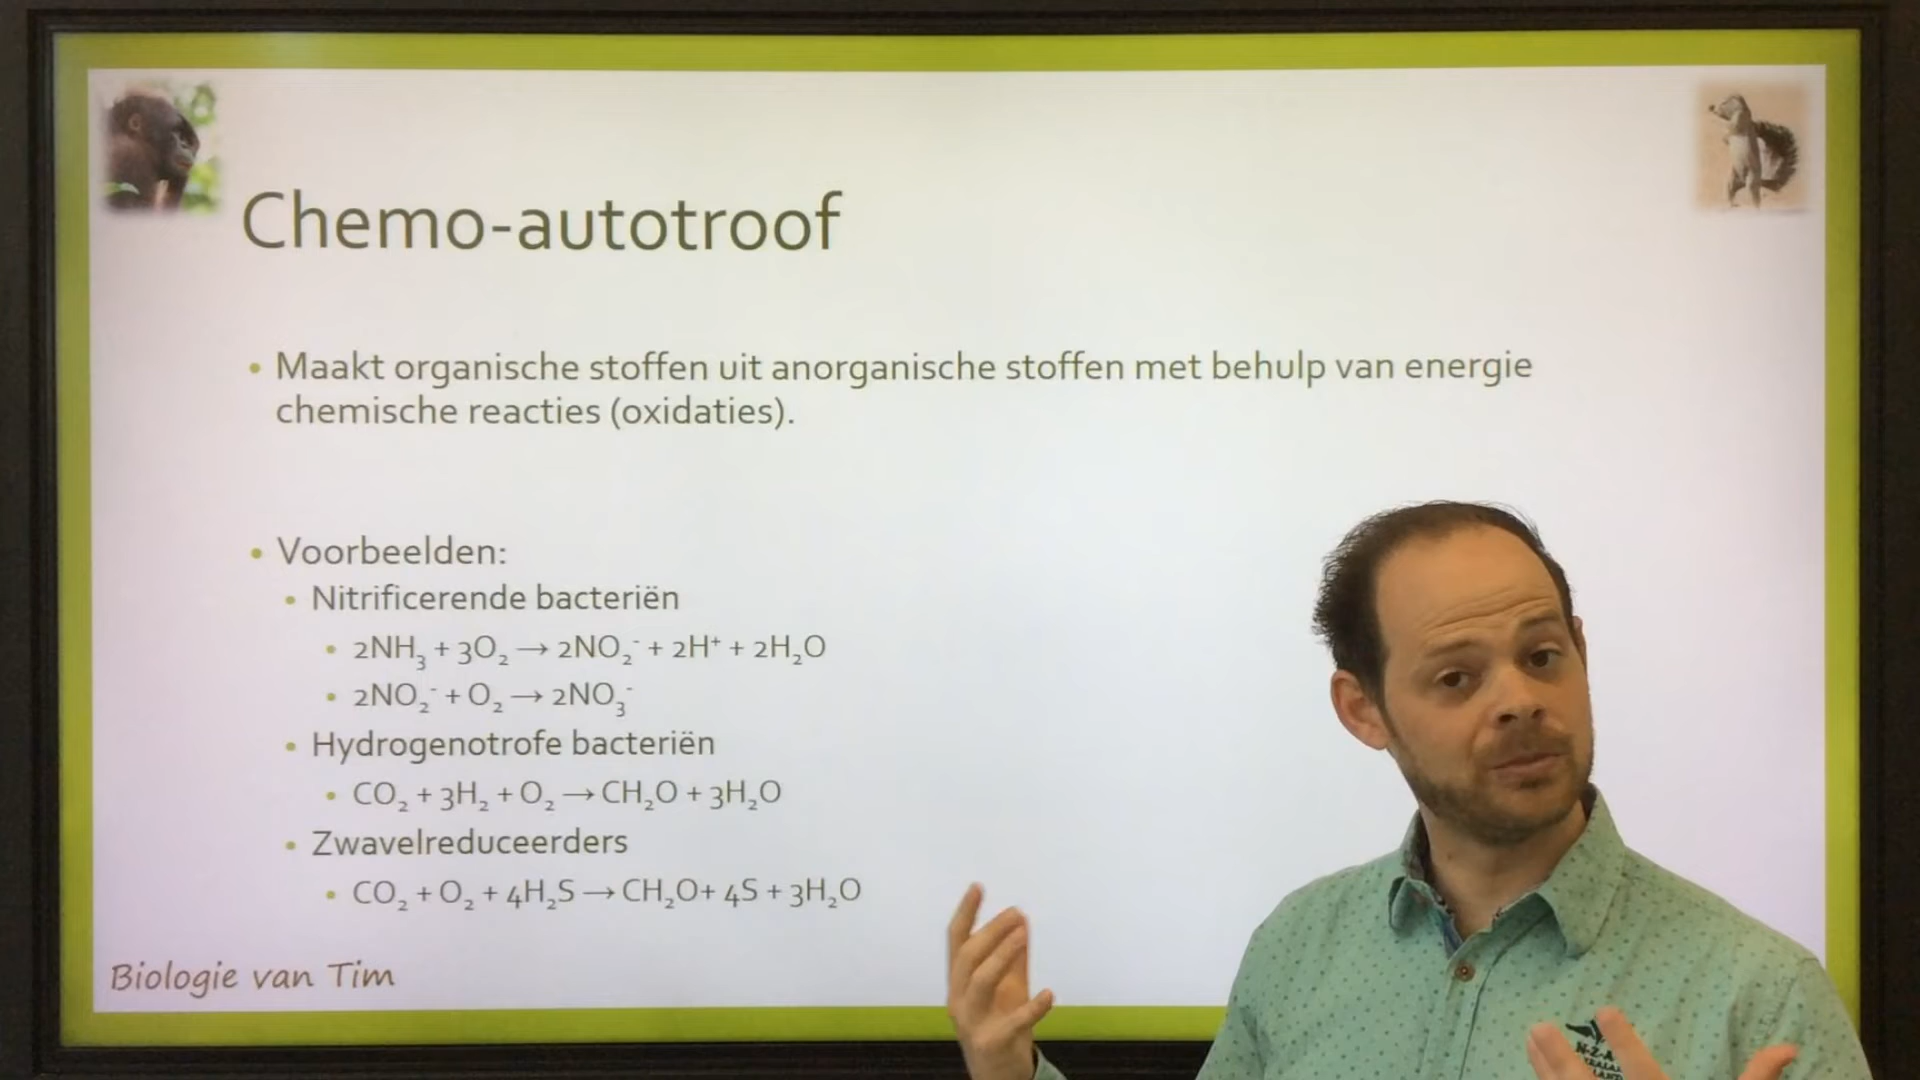 Chemo-autotroof
• Maakt organische stoffen uit anorganische stoffen met behulp van energie
chemische reacties (oxidaties).
• Voorbeelden:
• Nitrificerende bacteriën
• 2NH₃ + 3O₂ → 2NO₂⁻ + 2H⁺ + 2H₂O
• 2NO₂⁻ + O₂ → 2NO₃⁻
• Hydrogenotrofe bacteriën
• CO₂ + 3H₂ + O₂ → CH₂O + 3H₂O
• Zwavelreduceerders
• CO₂ + O₂ + 4H₂S → CH₂O+ 4S + 3H₂O
Biologie van Tim